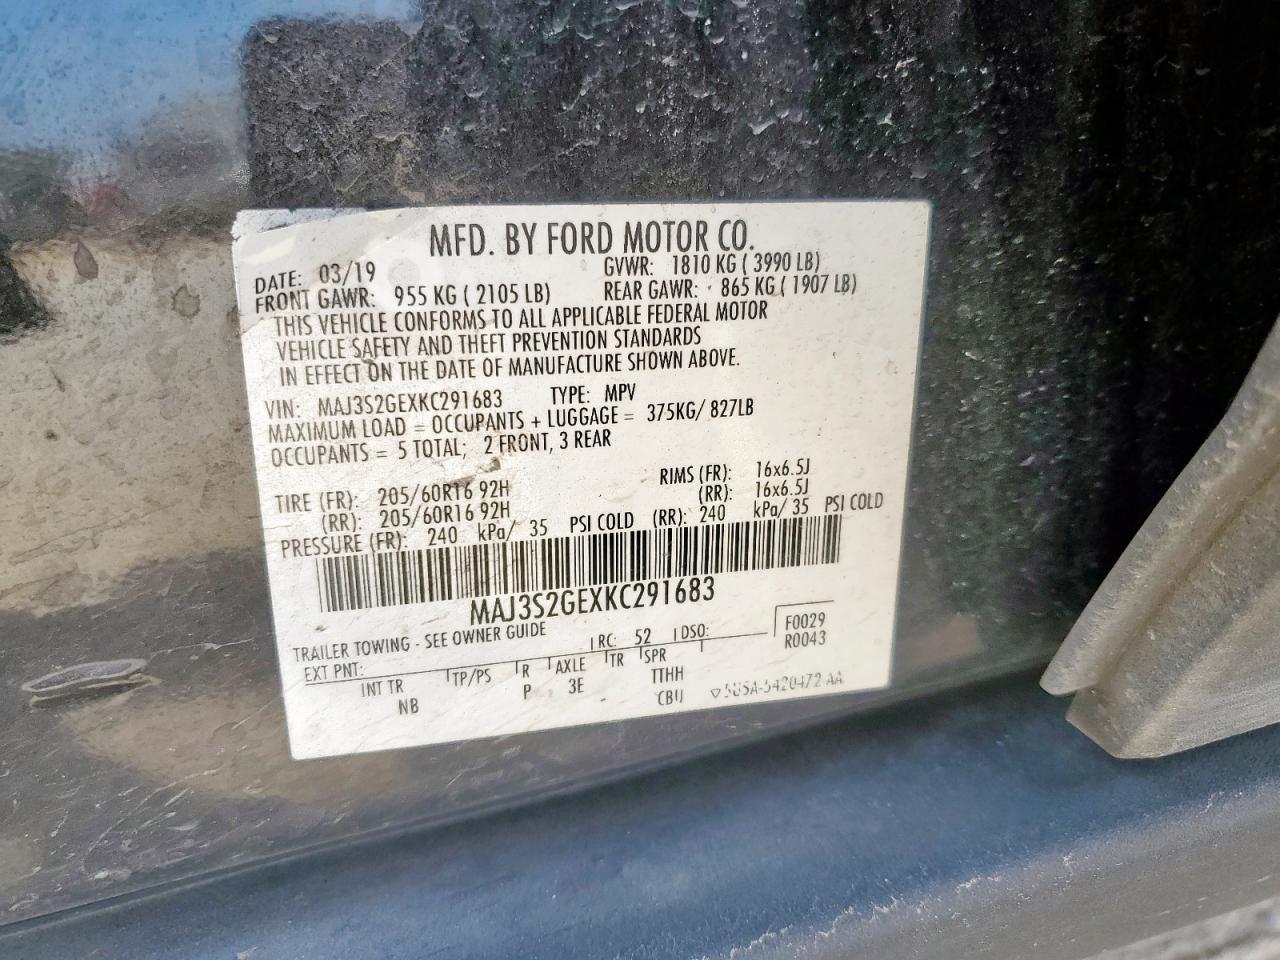 MFD. BY FORD MOTOR CO.
DATE: 03/19 GVWR: 1810 KG ( 3990 LB)
FRONT GAWR: 955 KG ( 2105 LB) REAR GAWR: 865 KG ( 1907 LB)
THIS VEHICLE CONFORMS TO ALL APPLICABLE FEDERAL MOTOR
VEHICLE SAFETY AND THEFT PREVENTION STANDARDS
IN EFFECT ON THE DATE OF MANUFACTURE SHOWN ABOVE.
VIN: MAJ3S2GEXKC291683 TYPE: MPV
MAXIMUM LOAD = OCCUPANTS + LUGGAGE = 375KG/ 827LB
OCCUPANTS = 5 TOTAL; 2 FRONT, 3 REAR
TIRE (FR): 205/60R16 92H RIMS (FR): 16x6.5J
(RR): 205/60R16 92H (RR): 16x6.5J
PRESSURE (FR): 240 kPa/ 35 PSI COLD (RR): 240 kPa/ 35 PSI COLD
MAJ3S2GEXKC291683
TRAILER TOWING - SEE OWNER GUIDE RC: 52 DSO: F0029
EXT PNT: R0043
INT TR TP/PS R AXLE TR SPR
NB P 3E TTHH
CBU